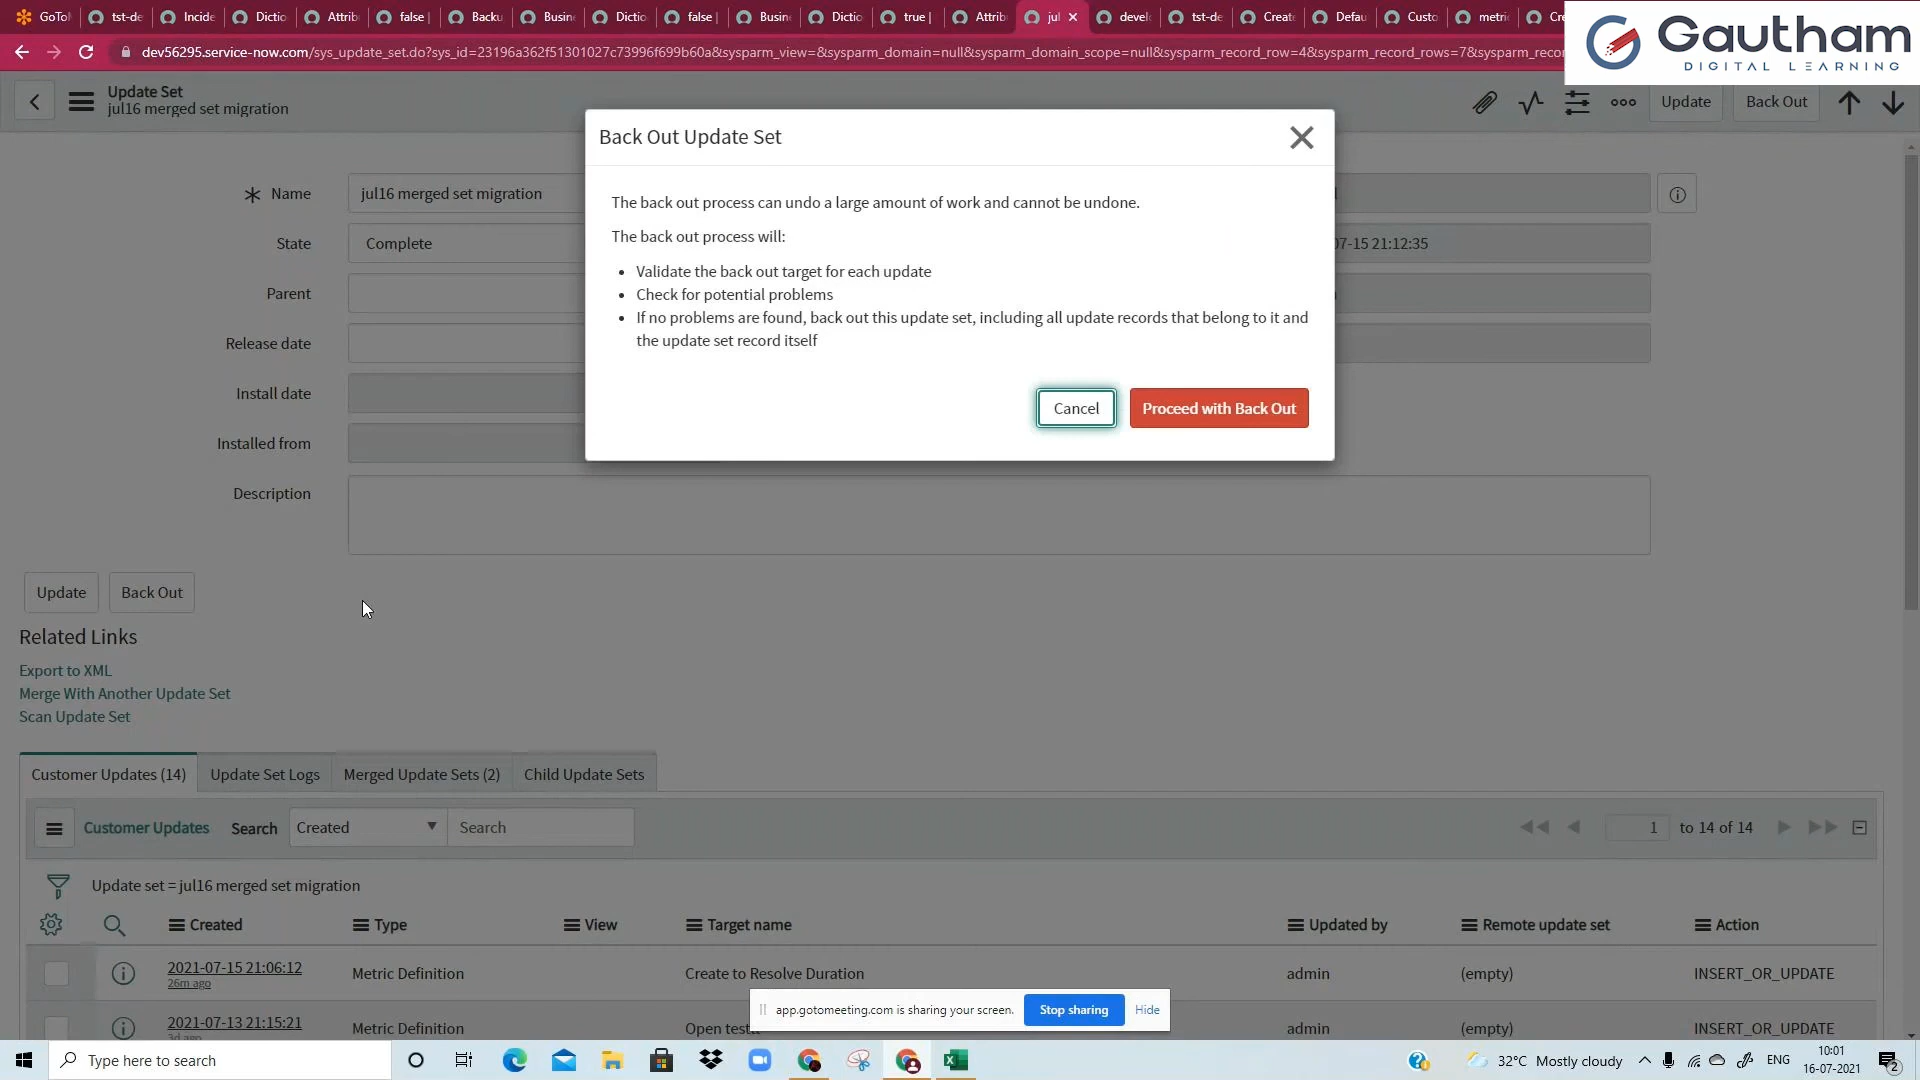 GoTol
tst-de
Incide
Dictio
Attrib
false |
Backu
Busin
Dictio
false |
Busin
Dictio
true |
Attrib
jul
devel
tst-de
Create
Defau
Custo
metri
Cre
Gautham
DIGITAL LEARNING
dev56295.service-now.com/sys_update_set.do?sys_id=23196a362f51301027c73996f699b60a&sysparm_view=&sysparm_domain=null&sysparm_domain_scope=null&sysparm_record_row=4&sysparm_record_rows=7&sysparm_recor
Update Set
jul16 merged set migration
Update
Back Out
Back Out Update Set
The back out process can undo a large amount of work and cannot be undone.
The back out process will:
• Validate the back out target for each update
• Check for potential problems
• If no problems are found, back out this update set, including all update records that belong to it and
the update set record itself
Cancel
Proceed with Back Out
Name
jul16 merged set migration
State
Complete
07-15 21:12:35
Parent
Release date
Install date
Installed from
Description
Update
Back Out
Related Links
Export to XML
Merge With Another Update Set
Scan Update Set
Customer Updates (14)
Update Set Logs
Merged Update Sets (2)
Child Update Sets
Customer Updates
Search
Created
Search
1 to 14 of 14
Update set = jul16 merged set migration
Created
Type
View
Target name
Updated by
Remote update set
Action
2021-07-15 21:06:12
26m ago
Metric Definition
Create to Resolve Duration
admin
(empty)
INSERT_OR_UPDATE
2021-07-13 21:15:21
3d ago
Metric Definition
Open
admin
(empty)
INSERT_OR_UPDATE
app.gotomeeting.com is sharing your screen.
Stop sharing
Hide
Type here to search
32°C Mostly cloudy
ENG
10:01
16-07-2021
2